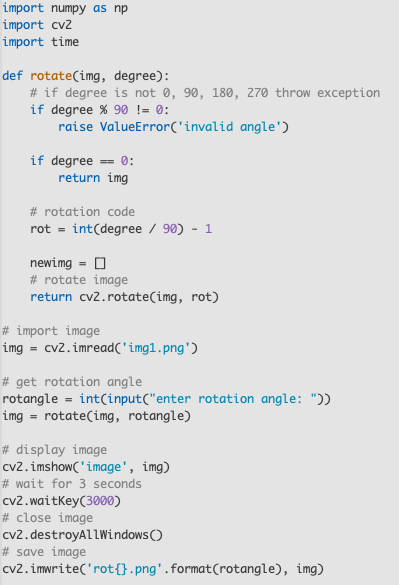 import numpy as np
import cv2
import time
def rotate(img, degree):
# if degree is not 0, 90, 180, 270 throw exception
if degree % 90 != 0:
raise ValueError('invalid angle')
if degree == 0:
return img
# rotation code
rot = int(degree / 90) - 1
newimg = []
# rotate image
return cv2.rotate(img, rot)
# import image
img = cv2.imread('img1.png')
# get rotation angle
rotangle = int(input("enter rotation angle: "))
img = rotate(img, rotangle)
# display image
cv2.imshow('image', img)
# wait for 3 seconds
cv2.waitKey(3000)
# close image
cv2.destroyAllWindows()
# save image
cv2.imwrite('rot{}.png'.format(rotangle), img)